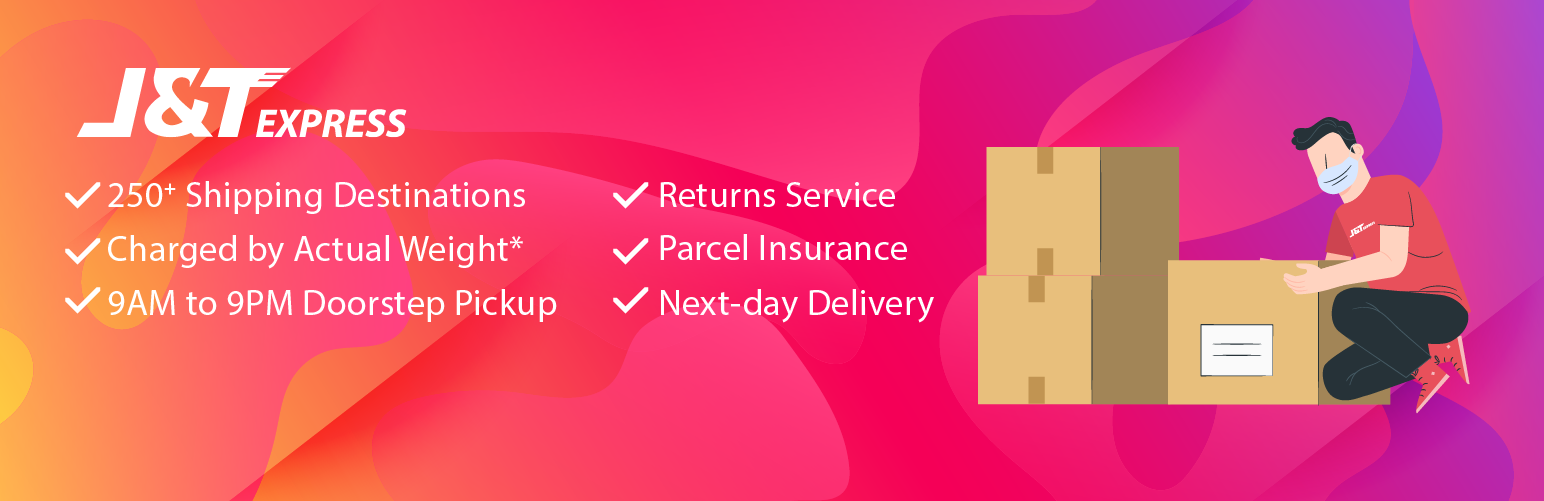 J&T EXPRESS
250+ Shipping Destinations
Charged by Actual Weight*
9AM to 9PM Doorstep Pickup
Returns Service
Parcel Insurance
Next-day Delivery
J&T EXPRESS